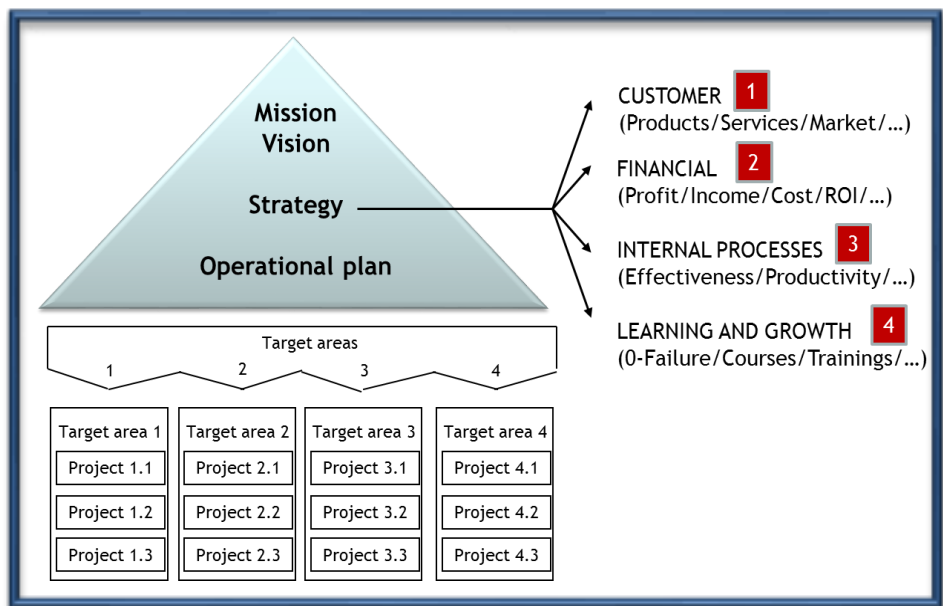 Mission
Vision
Strategy
Operational plan
CUSTOMER 1
(Products/Services/Market/…)
FINANCIAL 2
(Profit/Income/Cost/ROI/…)
INTERNAL PROCESSES 3
(Effectiveness/Productivity/…)
LEARNING AND GROWTH 4
(0-Failure/Courses/Trainings/…)
Target areas
1 2 3 4
Target area 1
Project 1.1
Project 1.2
Project 1.3
Target area 2
Project 2.1
Project 2.2
Project 2.3
Target area 3
Project 3.1
Project 3.2
Project 3.3
Target area 4
Project 4.1
Project 4.2
Project 4.3